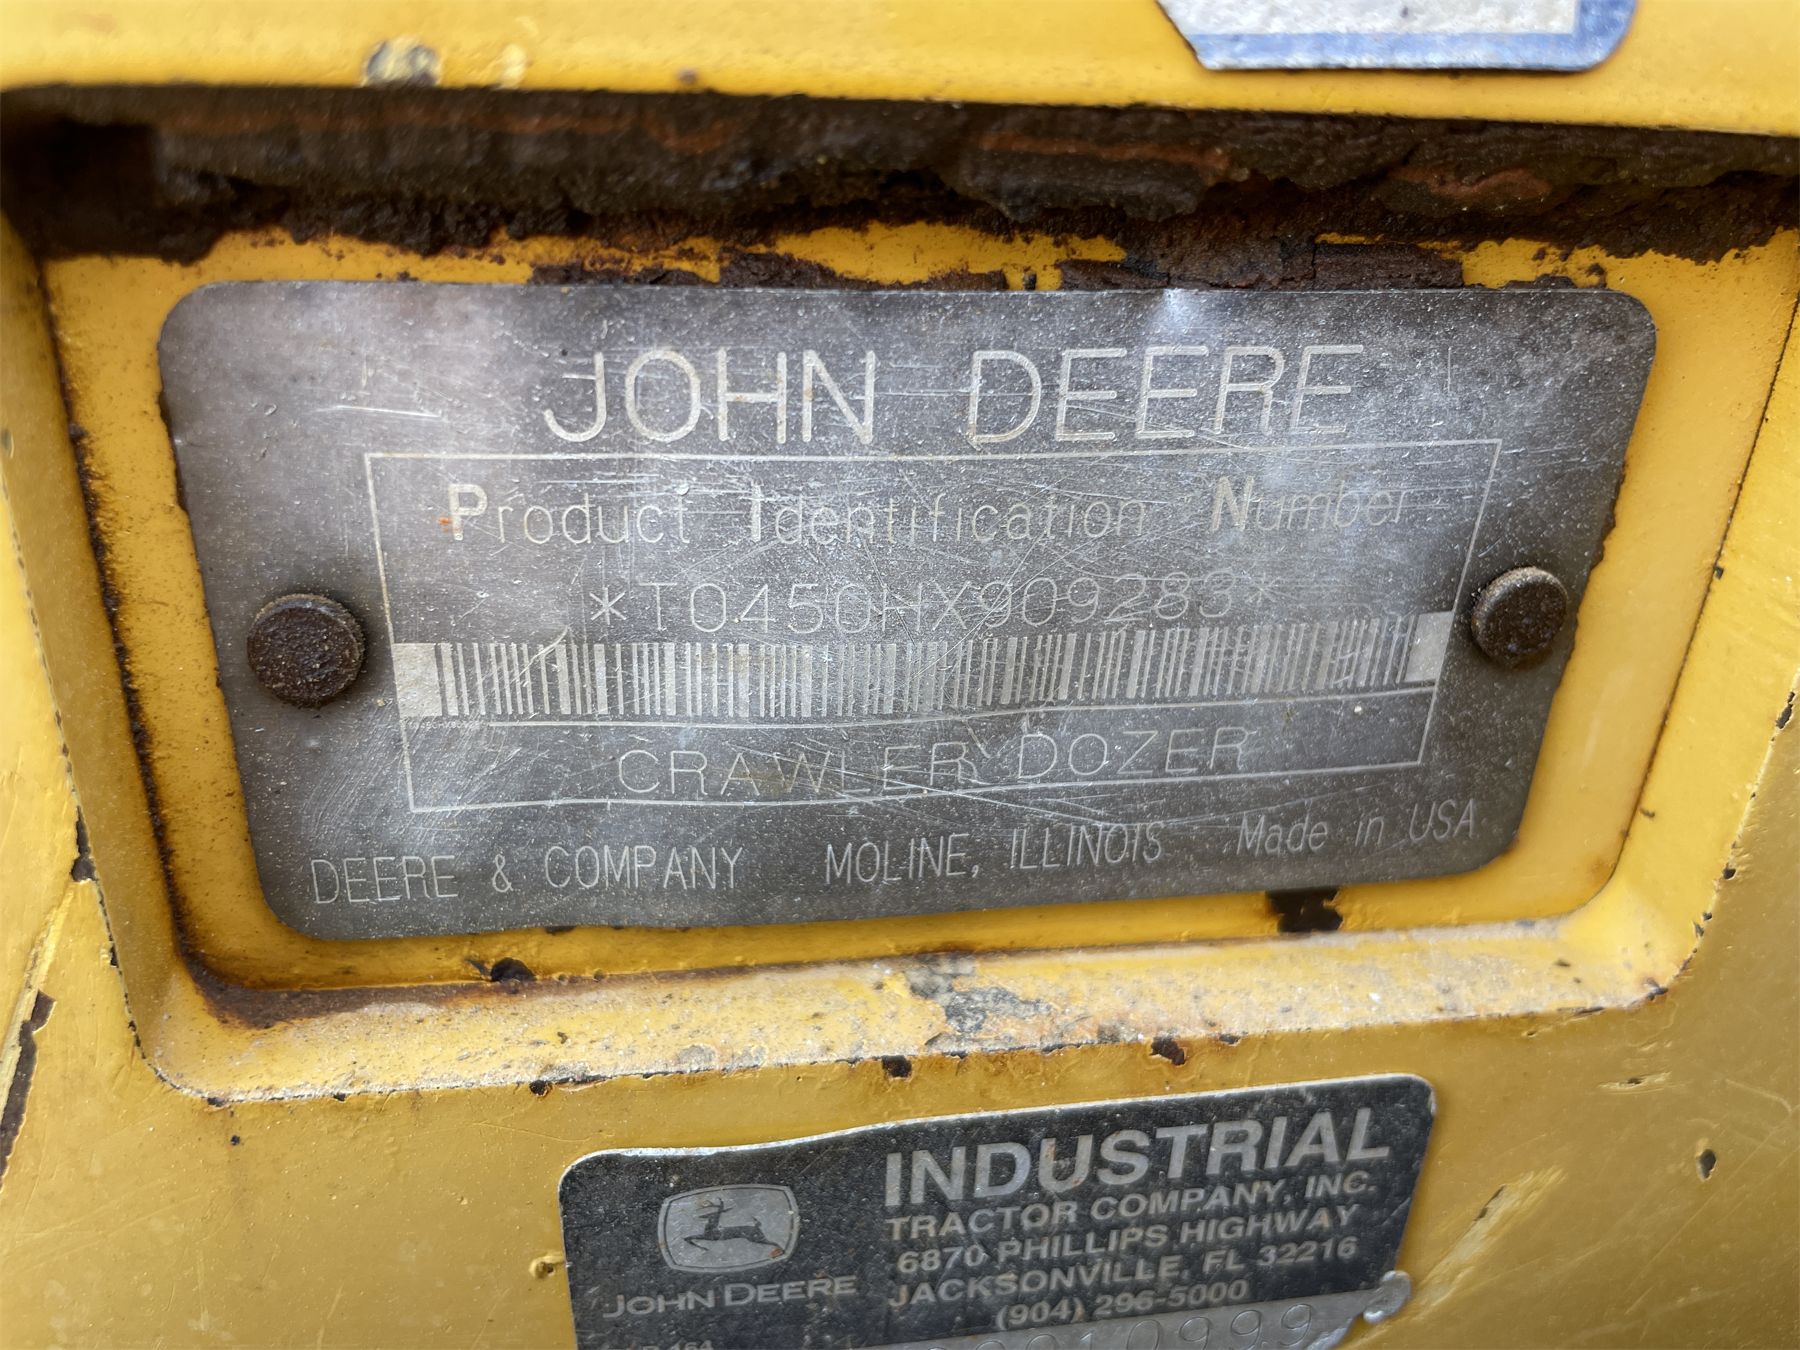 JOHN DEERE
Product Identification Number
*T0450HX909283*
CRAWLER DOZER
DEERE & COMPANY MOLINE, ILLINOIS Made in USA
INDUSTRIAL
TRACTOR COMPANY, INC.
6870 PHILLIPS HIGHWAY
JACKSONVILLE, FL 32216
(904) 296-5000
JOHN DEERE